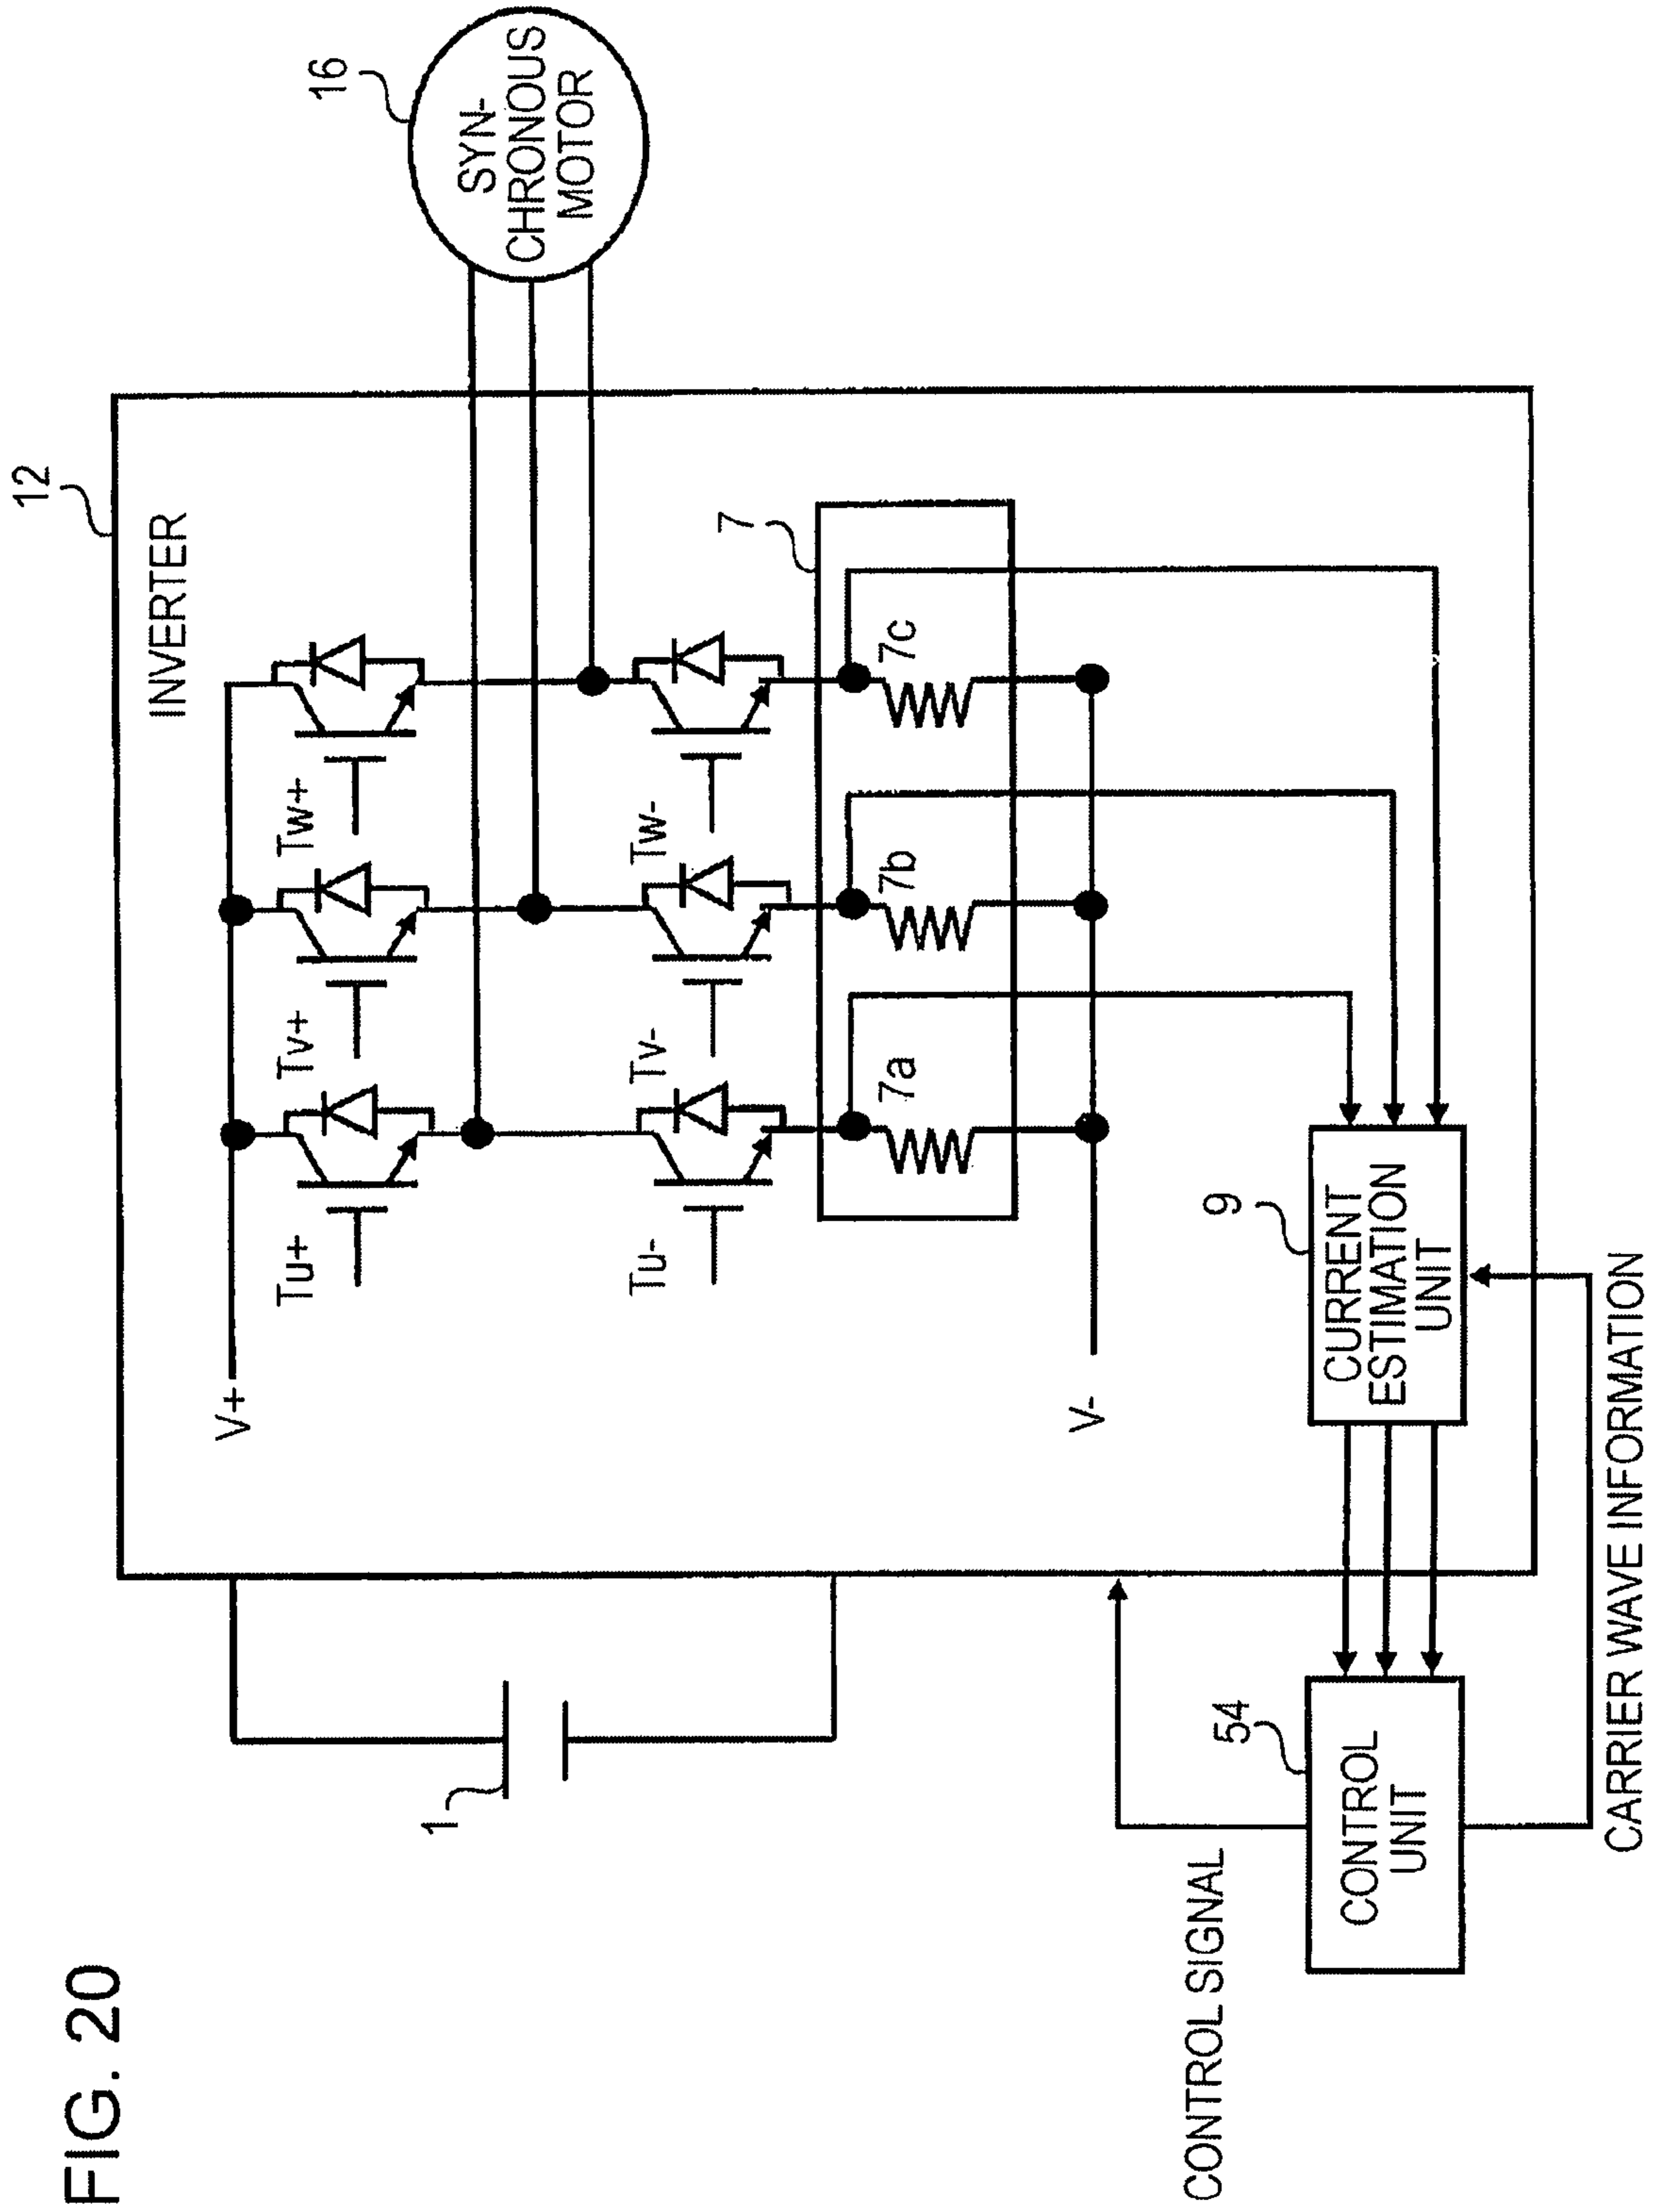 FIG. 20
12
INVERTER
16
SYN-
CHRONOUS
MOTOR
V+
Tu+
Tv+
Tw+
1
Tu-
Tv-
Tw-
7
7a
7b
7c
V-
CONTROL SIGNAL
54
CONTROL
UNIT
9
CURRENT
ESTIMATION
UNIT
CARRIER WAVE INFORMATION